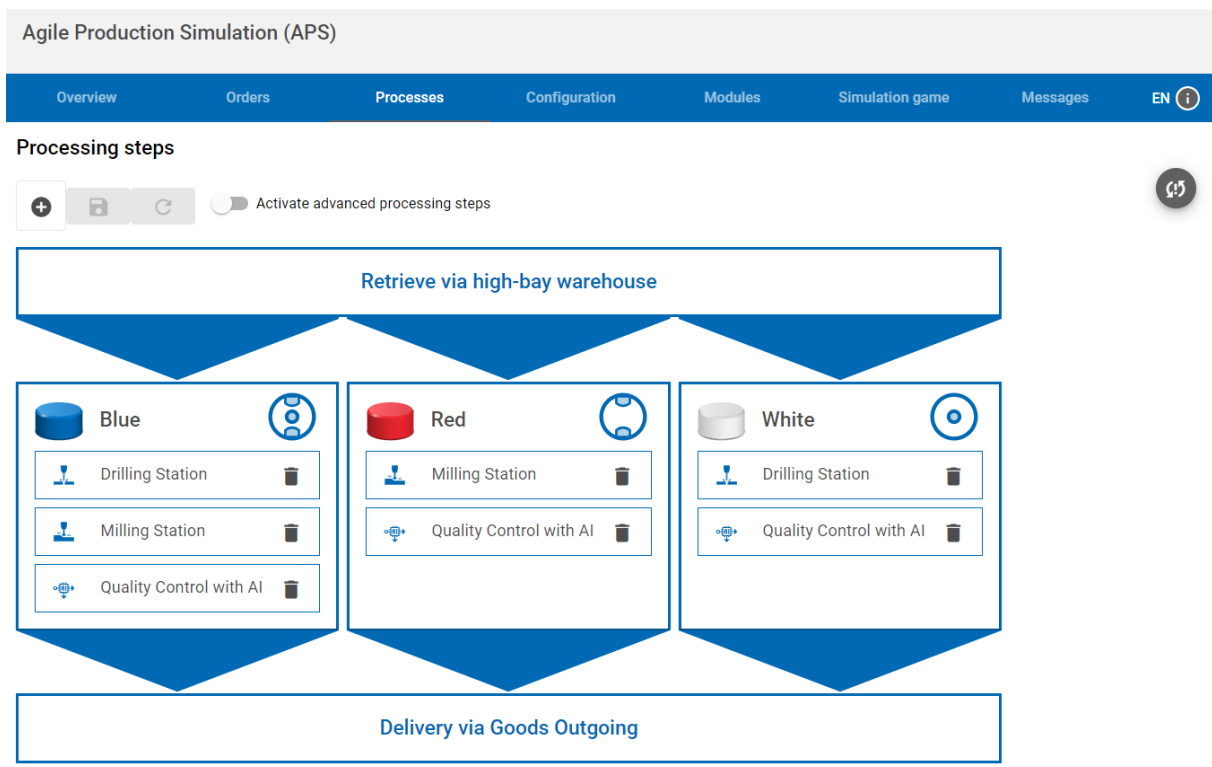 Agile Production Simulation (APS)
Overview Orders Processes Configuration Modules Simulation game Messages EN i
Processing steps
Activate advanced processing steps
Retrieve via high-bay warehouse
Blue Red White
Drilling Station Milling Station Drilling Station
Milling Station Quality Control with AI Quality Control with AI
Quality Control with AI
Delivery via Goods Outgoing